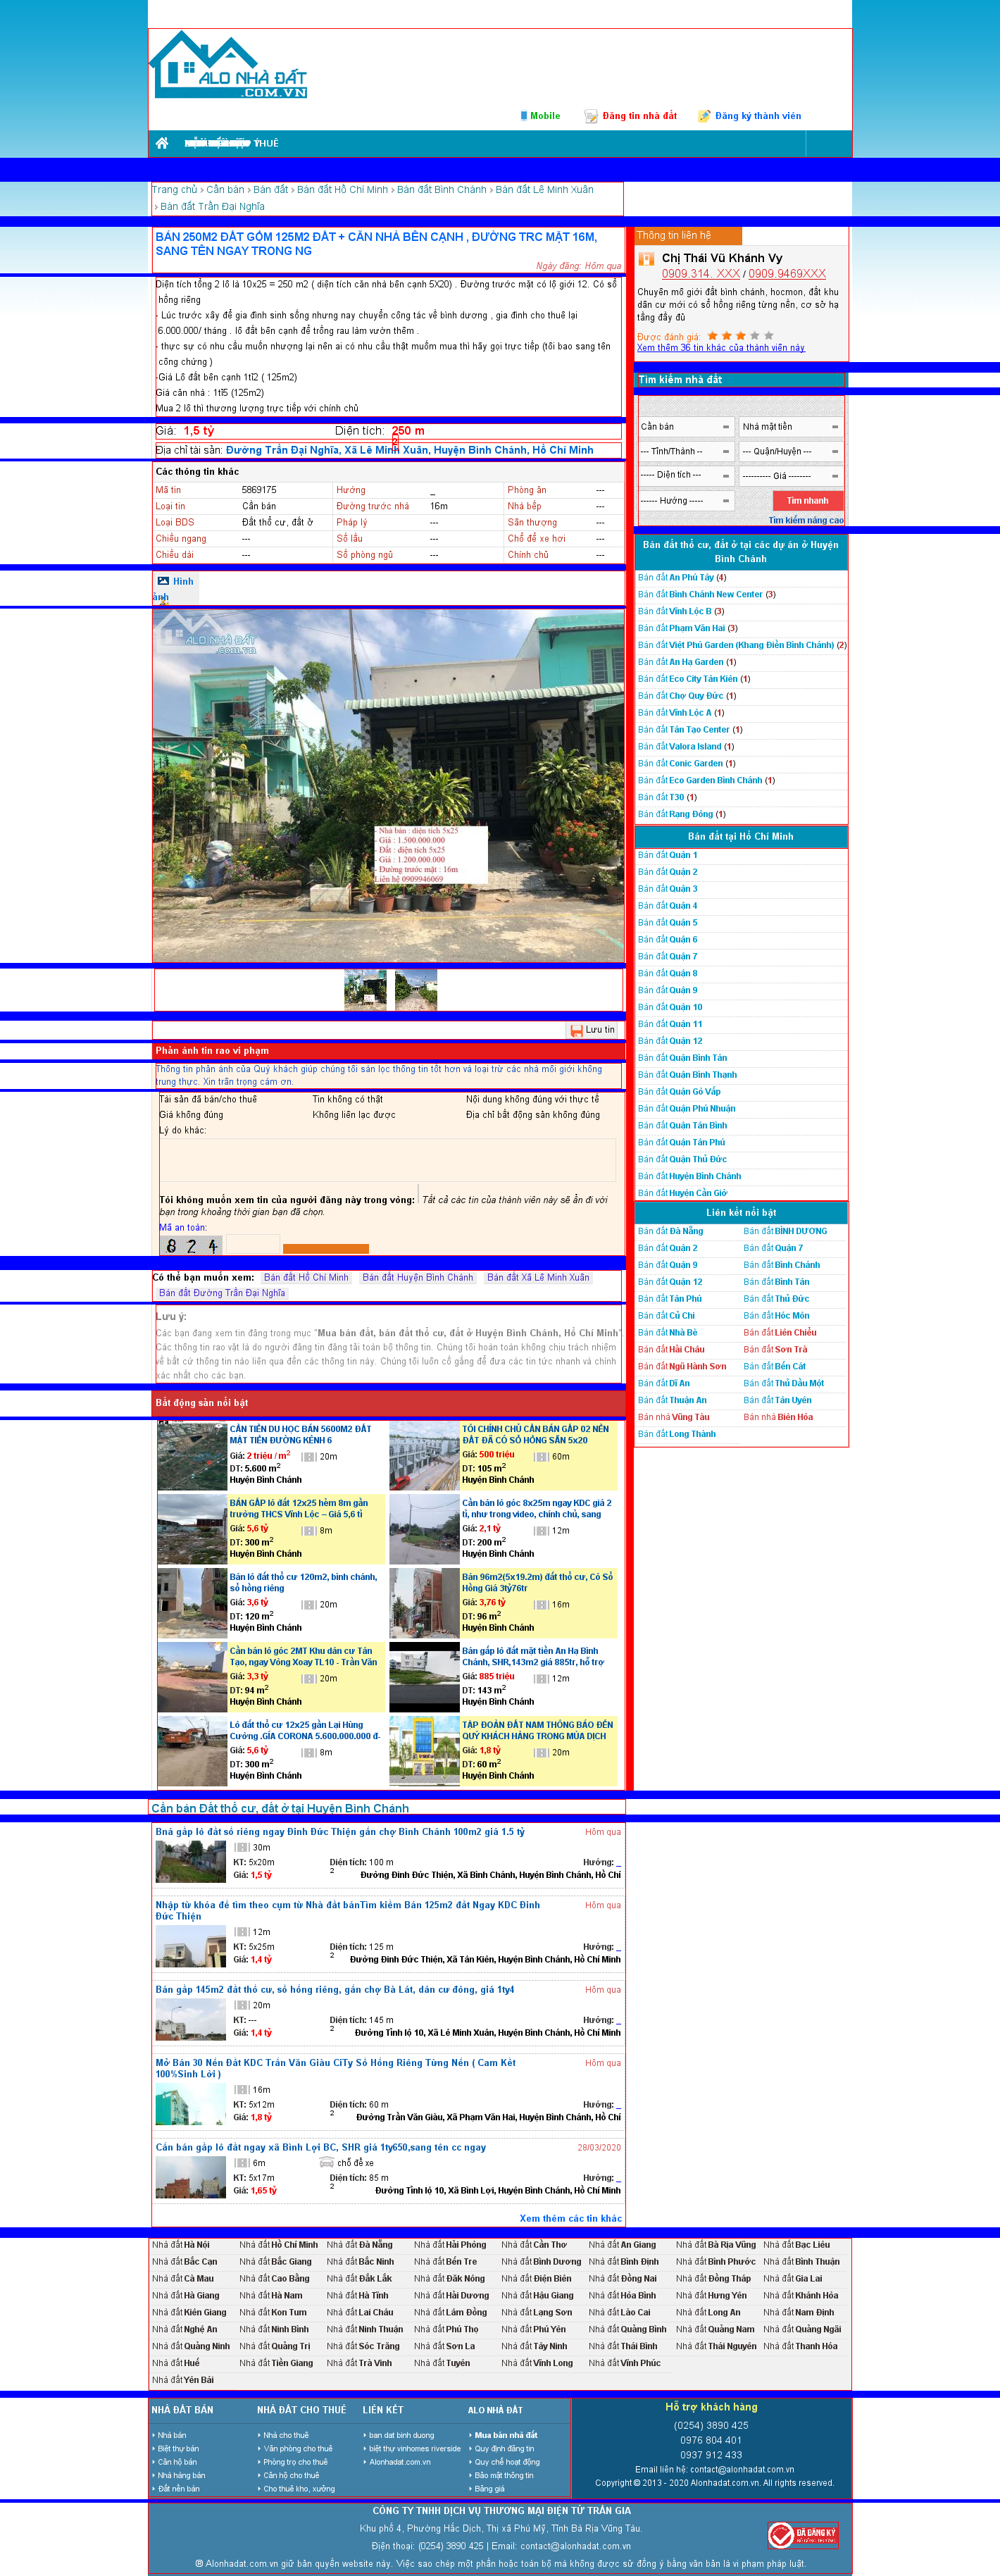 ALO NHÀ ĐẤT
.COM.VN
Mobile
Đăng tin nhà đất
Đăng ký thành viên
Trang chủ › Cần bán › Bán đất › Bán đất Hồ Chí Minh › Bán đất Bình Chánh › Bán đất Lê Minh Xuân
› Bán đất Trần Đại Nghĩa
BÁN 250M2 ĐẤT GỒM 125M2 ĐẤT + CĂN NHÀ BÊN CẠNH , ĐƯỜNG TRC MẶT 16M,
SANG TÊN NGAY TRONG NG
Ngày đăng: Hôm qua
Diện tích tổng 2 lô là 10x25 = 250 m2 ( diện tích căn nhà bên cạnh 5X20) . Đường trước mặt có lộ giới 12. Có sổ
hồng riêng
- Lúc trước xây để gia đình sinh sống nhưng nay chuyển công tác về bình dương , gia đình cho thuê lại
6.000.000/ tháng . lô đất bên cạnh để trống rau làm vườn thêm .
- thực sự có nhu cầu muốn nhượng lại nên ai có nhu cầu thật muốn mua thì hãy gọi trực tiếp (tôi bao sang tên
công chứng )
-Giá Lô đất bên cạnh 1tỉ2 ( 125m2)
Giá căn nhà : 1tỉ5 (125m2)
Mua 2 lô thì thương lượng trực tiếp với chính chủ
Giá: 1,5 tỷ Diện tích: 250 m
2
Địa chỉ tài sản: Đường Trần Đại Nghĩa, Xã Lê Minh Xuân, Huyện Bình Chánh, Hồ Chí Minh
Các thông tin khác
Mã tin 5869175 Hướng _ Phòng ăn ---
Loại tin Cần bán Đường trước nhà 16m Nhà bếp ---
Loại BDS Đất thổ cư, đất ở Pháp lý --- Sân thượng ---
Chiều ngang --- Số lầu --- Chổ để xe hơi ---
Chiều dài --- Số phòng ngủ --- Chính chủ ---
Hình
ảnh
ALO NHÀ ĐẤT
.com.vn
- Nhà bán : diện tích 5x25
- Giá : 1.500.000.000
- Đất : diện tích 5x25
- Giá : 1.200.000.000
- Đường trước mặt : 16m
Liên hệ 0909946069
Lưu tin
Phản ánh tin rao vi phạm
Thông tin phản ánh của Quý khách giúp chúng tôi sàn lọc thông tin tốt hơn và loại trừ các nhà môi giới không
trung thực. Xin trân trọng cám ơn.
Tài sản đã bán/cho thuê Tin không có thật Nội dung không đúng với thực tế
Giá không đúng Không liên lạc được Địa chỉ bất động sản không đúng
Lý do khác:
Tôi không muốn xem tin của người đăng này trong vòng: Tất cả các tin của thành viên này sẽ ẩn đi với
bạn trong khoảng thời gian bạn đã chọn.
Mã an toàn:
8 2 4
Có thể bạn muốn xem: Bán đất Hồ Chí Minh Bán đất Huyện Bình Chánh Bán đất Xã Lê Minh Xuân
Bán đất Đường Trần Đại Nghĩa
Lưu ý:
Các bạn đang xem tin đăng trong mục "Mua bán đất, bán đất thổ cư, đất ở Huyện Bình Chánh, Hồ Chí Minh".
Các thông tin rao vặt là do người đăng tin đăng tải toàn bộ thông tin. Chúng tôi hoàn toàn không chịu trách nhiệm
về bất cứ thông tin nào liên qua đến các thông tin này. Chúng tôi luôn cố gắng để đưa các tin tức nhanh và chính
xác nhất cho các bạn.
Bất động sản nổi bật
CẦN TIỀN DU HỌC BÁN 5600M2 ĐẤT
MẶT TIỀN ĐƯỜNG KÊNH 6
Giá: 2 triệu / m2 20m
DT: 5.600 m2
Huyện Bình Chánh
TÔI CHÍNH CHỦ CẦN BÁN GẤP 02 NỀN
ĐẤT ĐÃ CÓ SỔ HỒNG SẴN 5x20
Giá: 500 triệu 60m
DT: 105 m2
Huyện Bình Chánh
BÁN GẤP lô đất 12x25 hẻm 8m gần
trường THCS Vĩnh Lộc – Giá 5,6 tỉ
Giá: 5,6 tỷ 8m
DT: 300 m2
Huyện Bình Chánh
Cần bán lô góc 8x25m ngay KDC giá 2
tỉ, như trong video, chính chủ, sang
Giá: 2,1 tỷ 12m
DT: 200 m2
Huyện Bình Chánh
Bán lô đất thổ cư 120m2, bình chánh,
sổ hồng riêng
Giá: 3,6 tỷ 20m
DT: 120 m2
Huyện Bình Chánh
Bán 96m2(5x19.2m) đất thổ cư, Có Sổ
Hồng Giá 3tỷ76tr
Giá: 3,76 tỷ 16m
DT: 96 m2
Huyện Bình Chánh
Cần bán lô góc 2MT Khu dân cư Tân
Tạo, ngay Vòng Xoay TL10 - Trần Văn
Giá: 3,3 tỷ 20m
DT: 94 m2
Huyện Bình Chánh
Bán gấp lô đất mặt tiền An Hạ Bình
Chánh, SHR,143m2 giá 885tr, hổ trợ
Giá: 885 triệu 12m
DT: 143 m2
Huyện Bình Chánh
Lô đất thổ cư 12x25 gần Lại Hùng
Cường .GÍA CORONA 5.600.000.000 đ-
Giá: 5,6 tỷ 8m
DT: 300 m2
Huyện Bình Chánh
TẬP ĐOÀN ĐẤT NAM THÔNG BÁO ĐẾN
QUÝ KHÁCH HÀNG TRONG MÙA DỊCH
Giá: 1,8 tỷ 20m
DT: 60 m2
Huyện Bình Chánh
Cần bán Đất thổ cư, đất ở tại Huyện Bình Chánh
Bná gấp lô đất sổ riêng ngay Đinh Đức Thiện gần chợ Bình Chánh 100m2 giá 1.5 tỷ Hôm qua
30m
KT: 5x20m Diện tích: 100 m2 Hướng: _
Giá: 1,5 tỷ Đường Đinh Đức Thiện, Xã Bình Chánh, Huyện Bình Chánh, Hồ Chí
Nhập từ khóa để tìm theo cụm từ Nhà đất bánTìm kiếm Bán 125m2 đất Ngay KDC Đinh
Đức Thiện
Hôm qua
12m
KT: 5x25m Diện tích: 125 m2 Hướng: _
Giá: 1,4 tỷ Đường Đinh Đức Thiện, Xã Tân Kiên, Huyện Bình Chánh, Hồ Chí Minh
Bán gấp 145m2 đất thổ cư, sổ hồng riêng, gần chợ Bà Lát, dân cư đông, giá 1ty4 Hôm qua
20m
KT: --- Diện tích: 145 m2 Hướng: _
Giá: 1,4 tỷ Đường Tỉnh lộ 10, Xã Lê Minh Xuân, Huyện Bình Chánh, Hồ Chí Minh
Mở Bán 30 Nền Đất KDC Trần Văn Giàu CiTy Sổ Hồng Riêng Từng Nền ( Cam Kết
100%Sinh Lời )
Hôm qua
16m
KT: 5x12m Diện tích: 60 m2 Hướng: _
Giá: 1,8 tỷ Đường Trần Văn Giàu, Xã Phạm Văn Hai, Huyện Bình Chánh, Hồ Chí
Cần bán gấp lô đất ngay xã Bình Lợi BC, SHR giá 1ty650,sang tên cc ngay 28/03/2020
6m chỗ để xe
KT: 5x17m Diện tích: 85 m2 Hướng: _
Giá: 1,65 tỷ Đường Tỉnh lộ 10, Xã Bình Lợi, Huyện Bình Chánh, Hồ Chí Minh
Xem thêm các tin khác
Thông tin liên hệ
Chị Thái Vũ Khánh Vy
0909.314. XXX / 0909.9469XXX
Chuyên mô giới đất bình chánh, hocmon, đất khu
dân cư mới có sổ hồng riêng từng nền, cơ sở hạ
tầng đầy đủ
Được đánh giá:
Xem thêm 36 tin khác của thành viên này
Tìm kiếm nhà đất
Cần bán Nhà mặt tiền
--- Tỉnh/Thành -- --- Quận/Huyện ---
----- Diện tích --- ---------- Giá --------
------ Hướng ----- Tìm nhanh
Tìm kiếm nâng cao
Bán đất thổ cư, đất ở tại các dự án ở Huyện
Bình Chánh
Bán đất An Phú Tây (4)
Bán đất Bình Chánh New Center (3)
Bán đất Vĩnh Lộc B (3)
Bán đất Phạm Văn Hai (3)
Bán đất Việt Phú Garden (Khang Điền Bình Chánh) (2)
Bán đất An Hạ Garden (1)
Bán đất Eco City Tân Kiên (1)
Bán đất Chợ Quy Đức (1)
Bán đất Vĩnh Lộc A (1)
Bán đất Tân Tạo Center (1)
Bán đất Valora Island (1)
Bán đất Conic Garden (1)
Bán đất Eco Garden Bình Chánh (1)
Bán đất T30 (1)
Bán đất Rạng Đông (1)
Bán đất tại Hồ Chí Minh
Bán đất Quận 1
Bán đất Quận 2
Bán đất Quận 3
Bán đất Quận 4
Bán đất Quận 5
Bán đất Quận 6
Bán đất Quận 7
Bán đất Quận 8
Bán đất Quận 9
Bán đất Quận 10
Bán đất Quận 11
Bán đất Quận 12
Bán đất Quận Bình Tân
Bán đất Quận Bình Thạnh
Bán đất Quận Gò Vấp
Bán đất Quận Phú Nhuận
Bán đất Quận Tân Bình
Bán đất Quận Tân Phú
Bán đất Quận Thủ Đức
Bán đất Huyện Bình Chánh
Bán đất Huyện Cần Giờ
Liên kết nổi bật
Bán đất Đà Nẵng Bán đất BÌNH DƯƠNG
Bán đất Quận 2 Bán đất Quận 7
Bán đất Quận 9 Bán đất Bình Chánh
Bán đất Quận 12 Bán đất Bình Tân
Bán đất Tân Phú Bán đất Thủ Đức
Bán đất Củ Chi Bán đất Hóc Môn
Bán đất Nhà Bè Bán đất Liên Chiểu
Bán đất Hải Châu Bán đất Sơn Trà
Bán đất Ngũ Hành Sơn Bán đất Bến Cát
Bán đất Dĩ An Bán đất Thủ Dầu Một
Bán đất Thuận An Bán đất Tân Uyên
Bán nhà Vũng Tàu Bán nhà Biên Hòa
Bán đất Long Thành
Nhà đất Hà Nội Nhà đất Hồ Chí Minh Nhà đất Đà Nẵng Nhà đất Hải Phòng Nhà đất Cần Thơ Nhà đất An Giang Nhà đất Bà Rịa Vũng Nhà đất Bạc Liêu
Nhà đất Bắc Cạn Nhà đất Bắc Giang Nhà đất Bắc Ninh Nhà đất Bến Tre Nhà đất Bình Dương Nhà đất Bình Định Nhà đất Bình Phước Nhà đất Bình Thuận
Nhà đất Cà Mau Nhà đất Cao Bằng Nhà đất Đắk Lắk Nhà đất Đăk Nông Nhà đất Điện Biên Nhà đất Đồng Nai Nhà đất Đồng Tháp Nhà đất Gia Lai
Nhà đất Hà Giang Nhà đất Hà Nam Nhà đất Hà Tĩnh Nhà đất Hải Dương Nhà đất Hậu Giang Nhà đất Hòa Bình Nhà đất Hưng Yên Nhà đất Khánh Hòa
Nhà đất Kiên Giang Nhà đất Kon Tum Nhà đất Lai Châu Nhà đất Lâm Đồng Nhà đất Lạng Sơn Nhà đất Lào Cai Nhà đất Long An Nhà đất Nam Định
Nhà đất Nghệ An Nhà đất Ninh Bình Nhà đất Ninh Thuận Nhà đất Phú Thọ Nhà đất Phú Yên Nhà đất Quảng Bình Nhà đất Quảng Nam Nhà đất Quảng Ngãi
Nhà đất Quảng Ninh Nhà đất Quảng Trị Nhà đất Sóc Trăng Nhà đất Sơn La Nhà đất Tây Ninh Nhà đất Thái Bình Nhà đất Thái Nguyên Nhà đất Thanh Hóa
Nhà đất Huế Nhà đất Tiền Giang Nhà đất Trà Vinh Nhà đất Tuyên Nhà đất Vĩnh Long Nhà đất Vĩnh Phúc
Nhà đất Yên Bái
NHÀ ĐẤT BÁN
Nhà bán
Biệt thự bán
Căn hộ bán
Nhà hàng bán
Đất nền bán
NHÀ ĐẤT CHO THUÊ
Nhà cho thuê
Văn phòng cho thuê
Phòng trọ cho thuê
Căn hộ cho thuê
Cho thuê kho, xưởng
LIÊN KẾT
ban dat binh duong
biệt thự vinhomes riverside
Alonhadat.com.vn
ALO NHÀ ĐẤT
Mua bán nhà đất
Quy định đăng tin
Quy chế hoạt động
Bảo mật thông tin
Bảng giá
Hỗ trợ khách hàng
(0254) 3890 425
0976 804 401
0937 912 433
Email liên hệ: contact@alonhadat.com.vn
Copyright © 2013 - 2020 Alonhadat.com.vn. All rights reserved.
CÔNG TY TNHH DỊCH VỤ THƯƠNG MẠI ĐIỆN TỬ TRẦN GIA
Khu phố 4, Phường Hắc Dịch, Thị xã Phú Mỹ, Tỉnh Bà Rịa Vũng Tàu.
Điện thoại: (0254) 3890 425 | Email: contact@alonhadat.com.vn
ĐÃ ĐĂNG KÝ
® Alonhadat.com.vn giữ bản quyền website này. Việc sao chép một phần hoặc toàn bộ mà không được sự đồng ý bằng văn bản là vi phạm pháp luật.